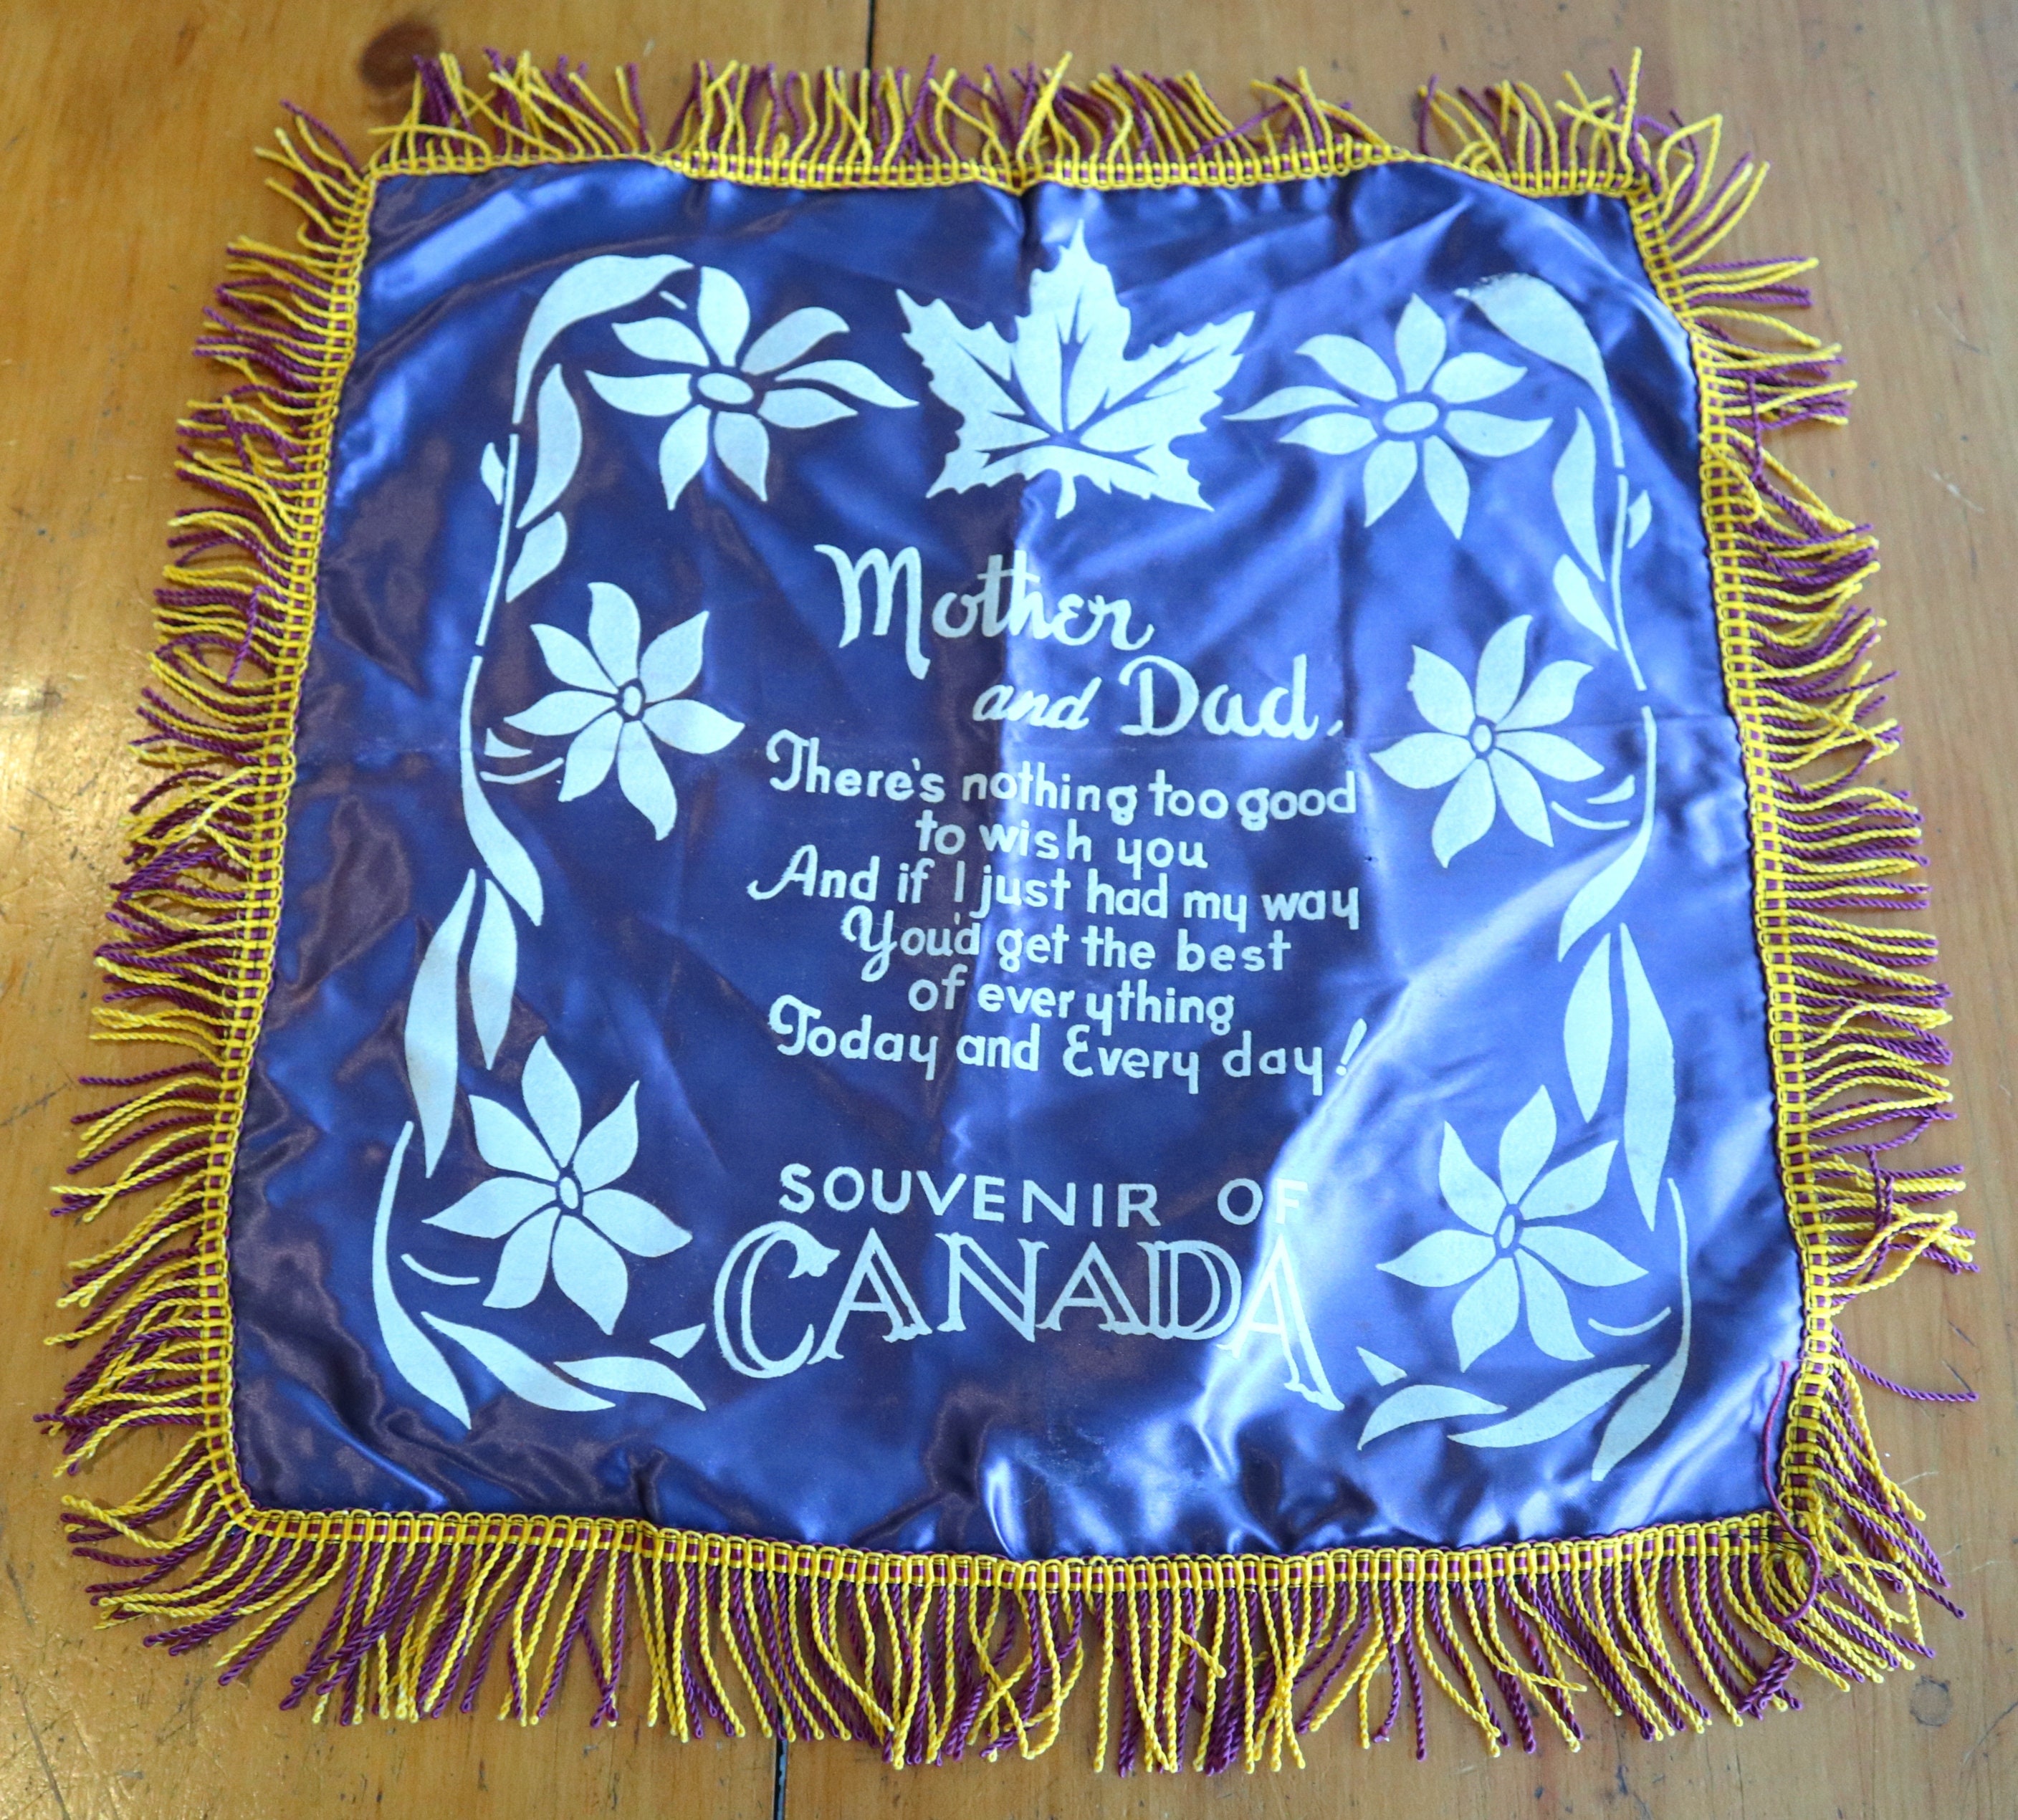 Mother
and Dad,
There's nothing too good
to wish you
And if I just had my way
You'd get the best
of everything
Today and Every day!
SOUVENIR OF
CANADA